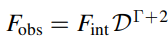 F_obs = F_int 𝒟^{Γ+2}